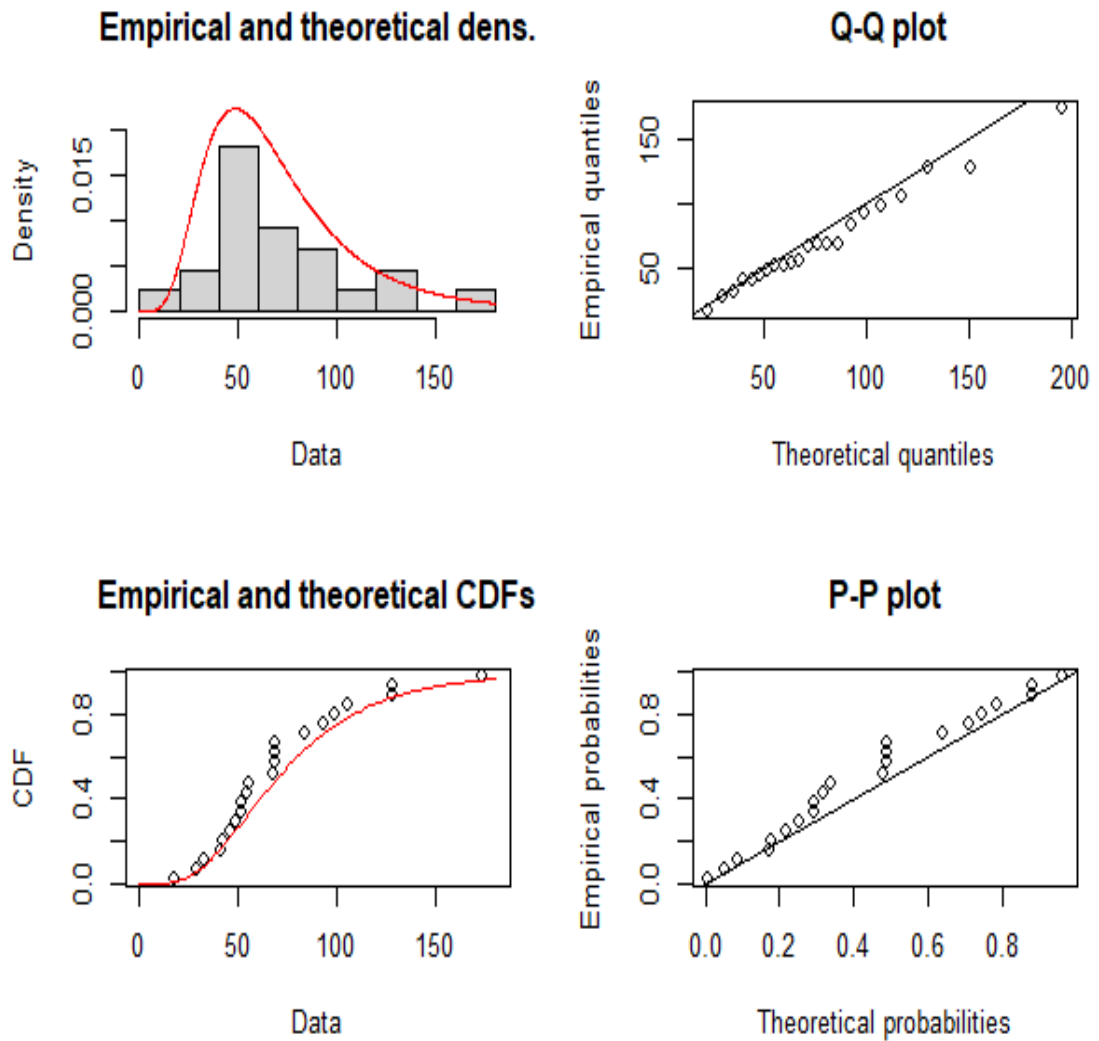 Empirical and theoretical dens.
Density
0.000
0.015
0
50
100
150
Data
Q-Q plot
Empirical quantiles
50
150
50
100
150
200
Theoretical quantiles
Empirical and theoretical CDFs
CDF
0.0
0.4
0.8
0
50
100
150
Data
P-P plot
Empirical probabilities
0.0
0.4
0.8
0.0
0.2
0.4
0.6
0.8
Theoretical probabilities